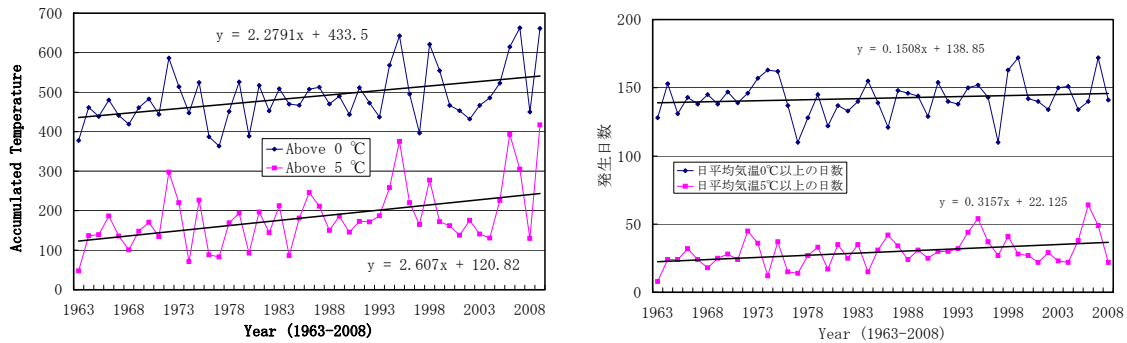 Accumulated Temperature
700
600
500
400
300
200
100
0
y = 2.2791x + 433.5
Above 0 ℃
Above 5 ℃
y = 2.607x + 120.82
1963 1968 1973 1978 1983 1988 1993 1998 2003 2008
Year (1963-2008)
発生日数
200
150
100
50
0
y = 0.1508x + 138.85
日平均気温0℃以上の日数
日平均気温5℃以上の日数
y = 0.3157x + 22.125
1963 1968 1973 1978 1983 1988 1993 1998 2003 2008
Year (1963-2008)